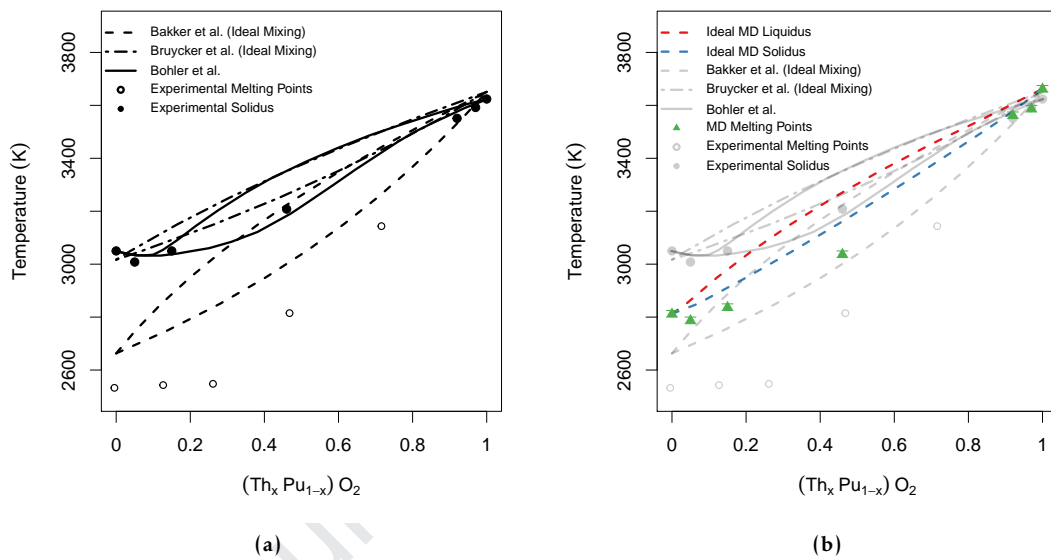 Bakker et al. (Ideal Mixing)
Bruycker et al. (Ideal Mixing)
Bohler et al.
Experimental Melting Points
Experimental Solidus
Temperature (K)
3800
3400
3000
2600
0 0.2 0.4 0.6 0.8 1
(Thx Pu1−x) O2
(a)
Ideal MD Liquidus
Ideal MD Solidus
Bakker et al. (Ideal Mixing)
Bruycker et al. (Ideal Mixing)
Bohler et al.
MD Melting Points
Experimental Melting Points
Experimental Solidus
Temperature (K)
3800
3400
3000
2600
0 0.2 0.4 0.6 0.8 1
(Thx Pu1−x) O2
(b)